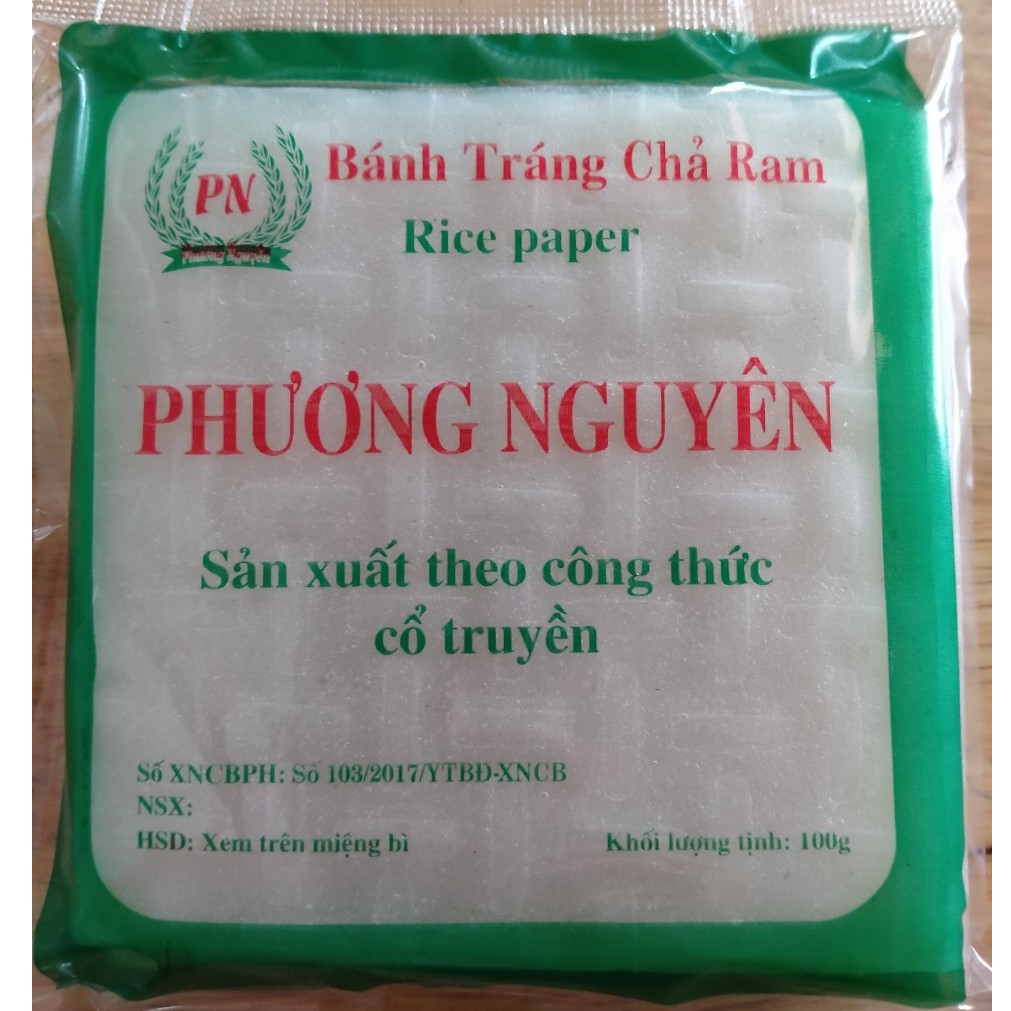 Bánh Tráng Chả Ram
PN
Phương Nguyên
Rice paper
PHƯƠNG NGUYÊN
Sản xuất theo công thức
cổ truyền
Số XNCBPH: Số 103/2017/YTBĐ-XNCB
NSX:
HSD: Xem trên miệng bì
Khối lượng tịnh: 100g